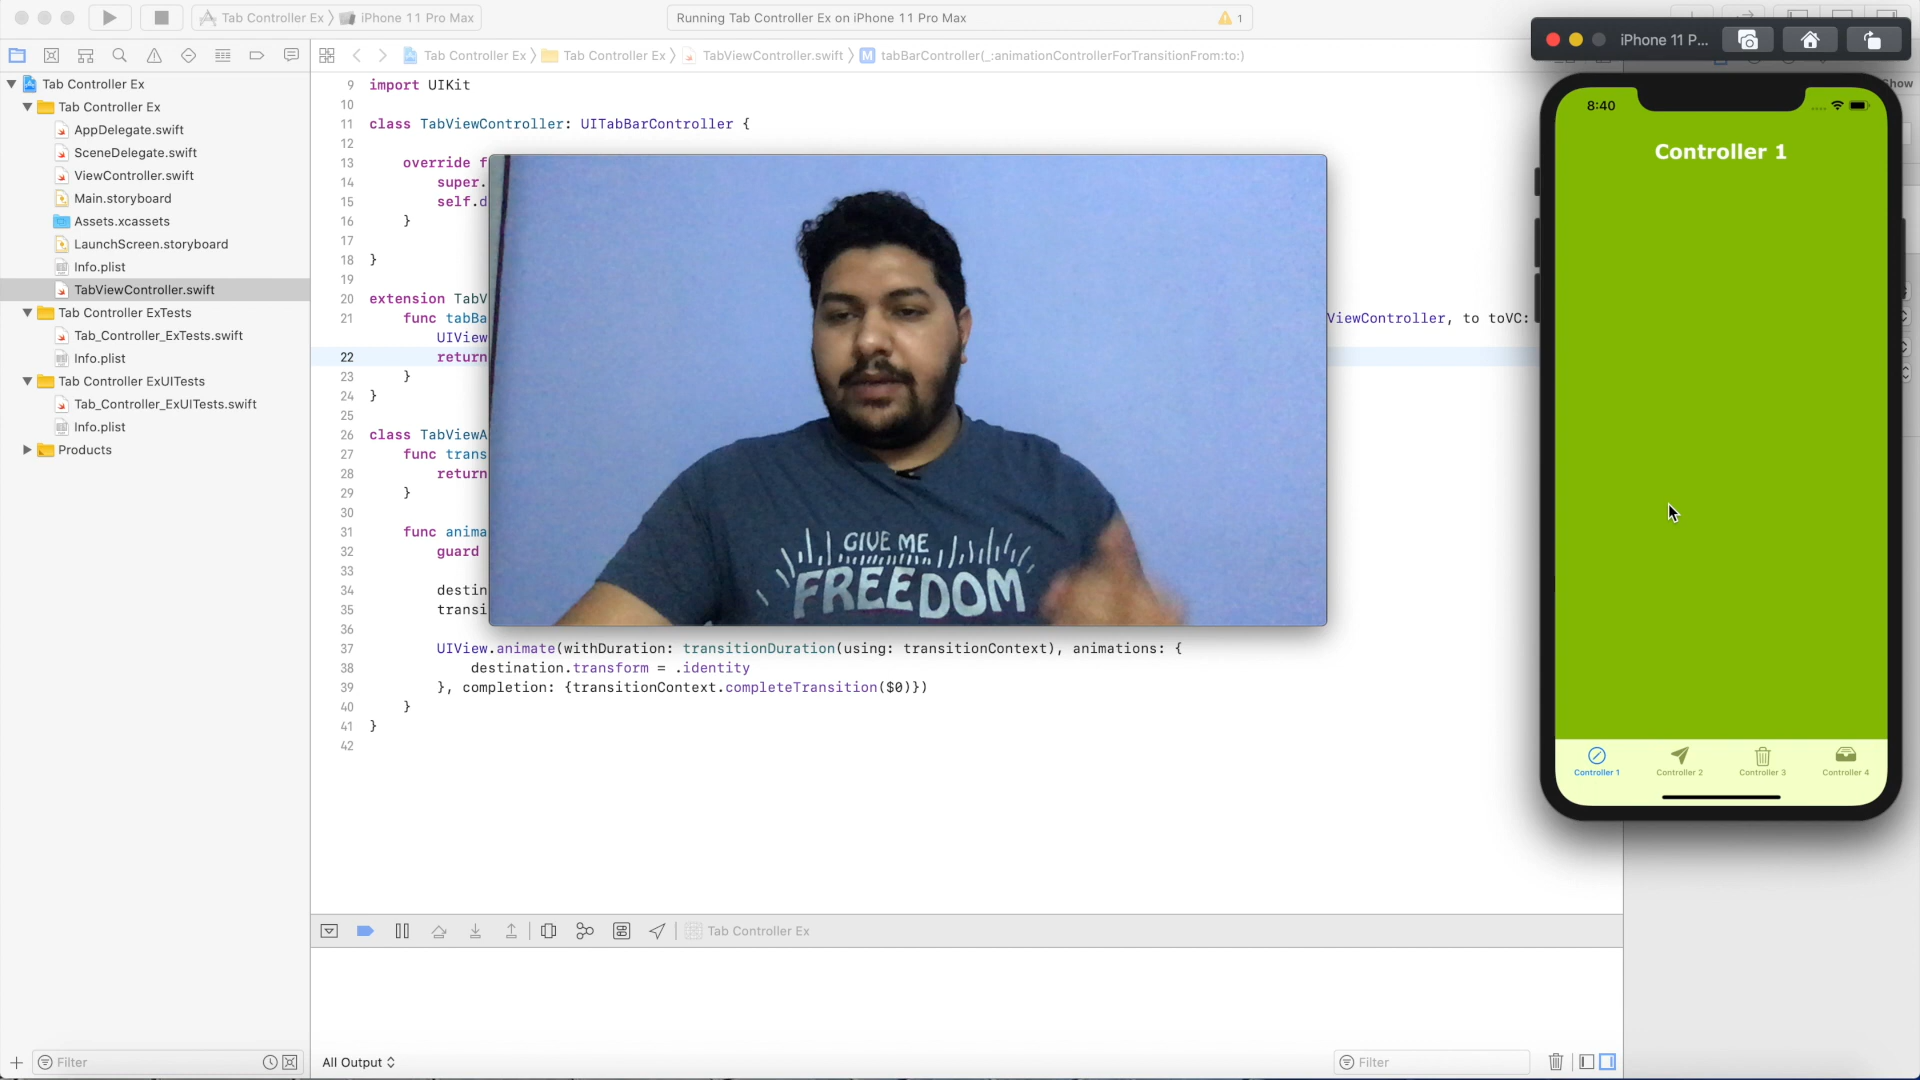 Tab Controller Ex
iPhone 11 Pro Max
Running Tab Controller Ex on iPhone 11 Pro Max
1
Tab Controller Ex
Tab Controller Ex
AppDelegate.swift
SceneDelegate.swift
ViewController.swift
Main.storyboard
Assets.xcassets
LaunchScreen.storyboard
Info.plist
TabViewController.swift
Tab Controller ExTests
Tab_Controller_ExTests.swift
Info.plist
Tab Controller ExUITests
Tab_Controller_ExUITests.swift
Info.plist
Products
Filter
Tab Controller Ex
Tab Controller Ex
TabViewController.swift
M
tabBarController(_:animationControllerForTransitionFrom:to:)
9 import UIKit
10
11 class TabViewController: UITabBarController {
12
13 override f
14 super.
15 self.d
16 }
17
18 }
19
20 extension TabV
21 func tabBa ViewController, to toVC:
UIView
22 return
23 }
24 }
25
26 class TabViewA
27 func trans
28 return
29 }
30
31 func anima
32 guard
33
34 destin
35 transi
36
37 UIView.animate(withDuration: transitionDuration(using: transitionContext), animations: {
38 destination.transform = .identity
39 }, completion: {transitionContext.completeTransition($0)})
40 }
41 }
42
GIVE ME
FREEDOM
Tab Controller Ex
All Output
Filter
iPhone 11 P...
how
8:40
Controller 1
Controller 1
Controller 2
Controller 3
Controller 4